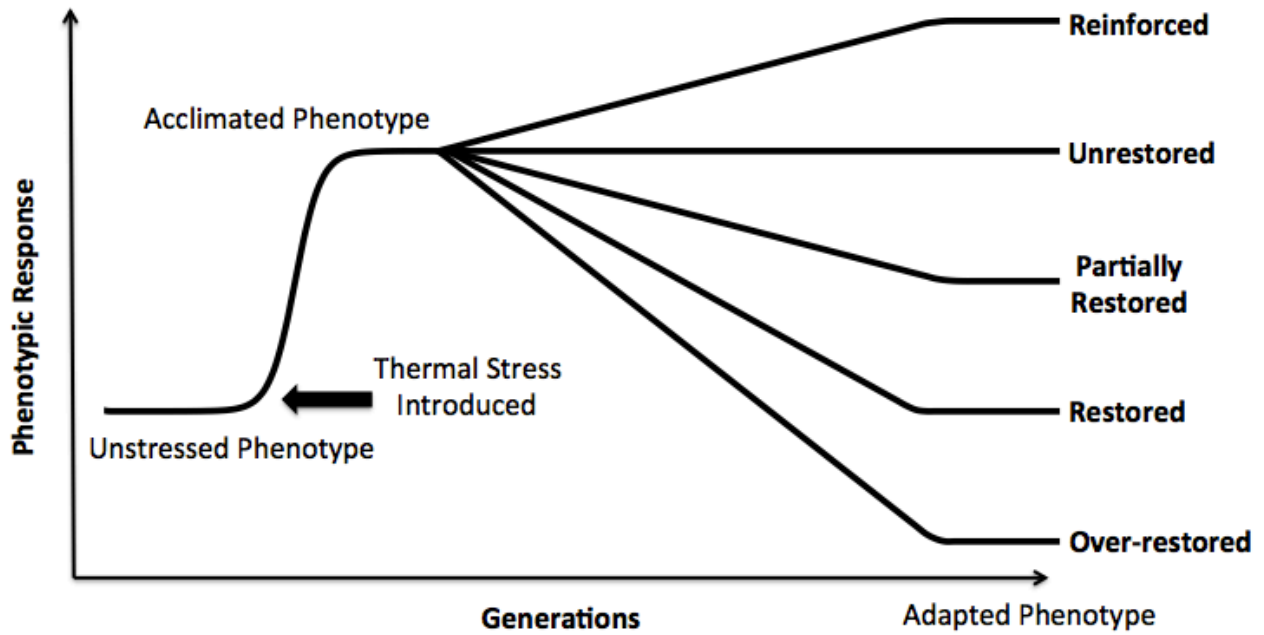 Reinforced
Acclimated Phenotype
Unrestored
Phenotypic Response
Partially
Restored
Thermal Stress
Introduced
Restored
Unstressed Phenotype
Over-restored
Generations
Adapted Phenotype